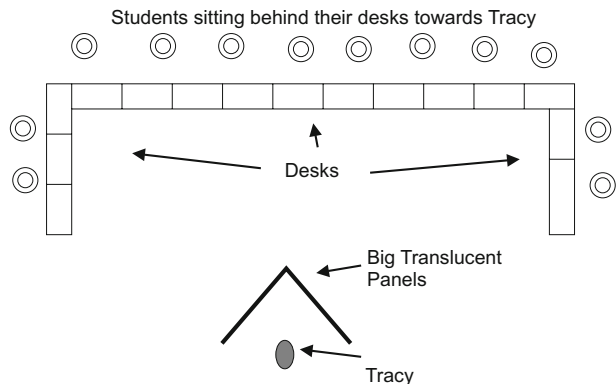 Students sitting behind their desks towards Tracy
Desks
Big Translucent
Panels
Tracy